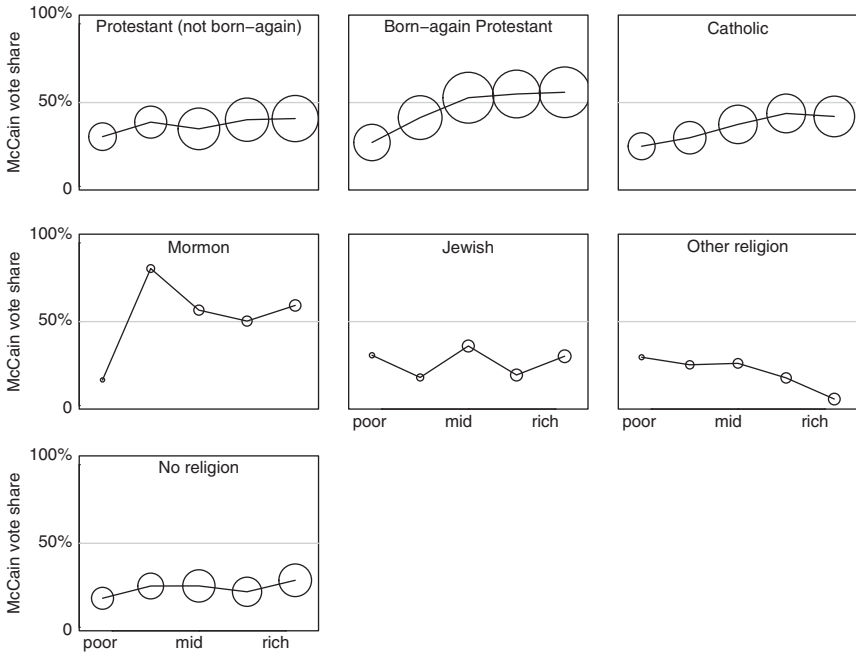 100%
Protestant (not born−again)
Born−again Protestant
Catholic
McCain vote share
50%
0
100%
Mormon
Jewish
Other religion
McCain vote share
50%
0
poor mid rich
poor mid rich
100%
No religion
McCain vote share
50%
0
poor mid rich